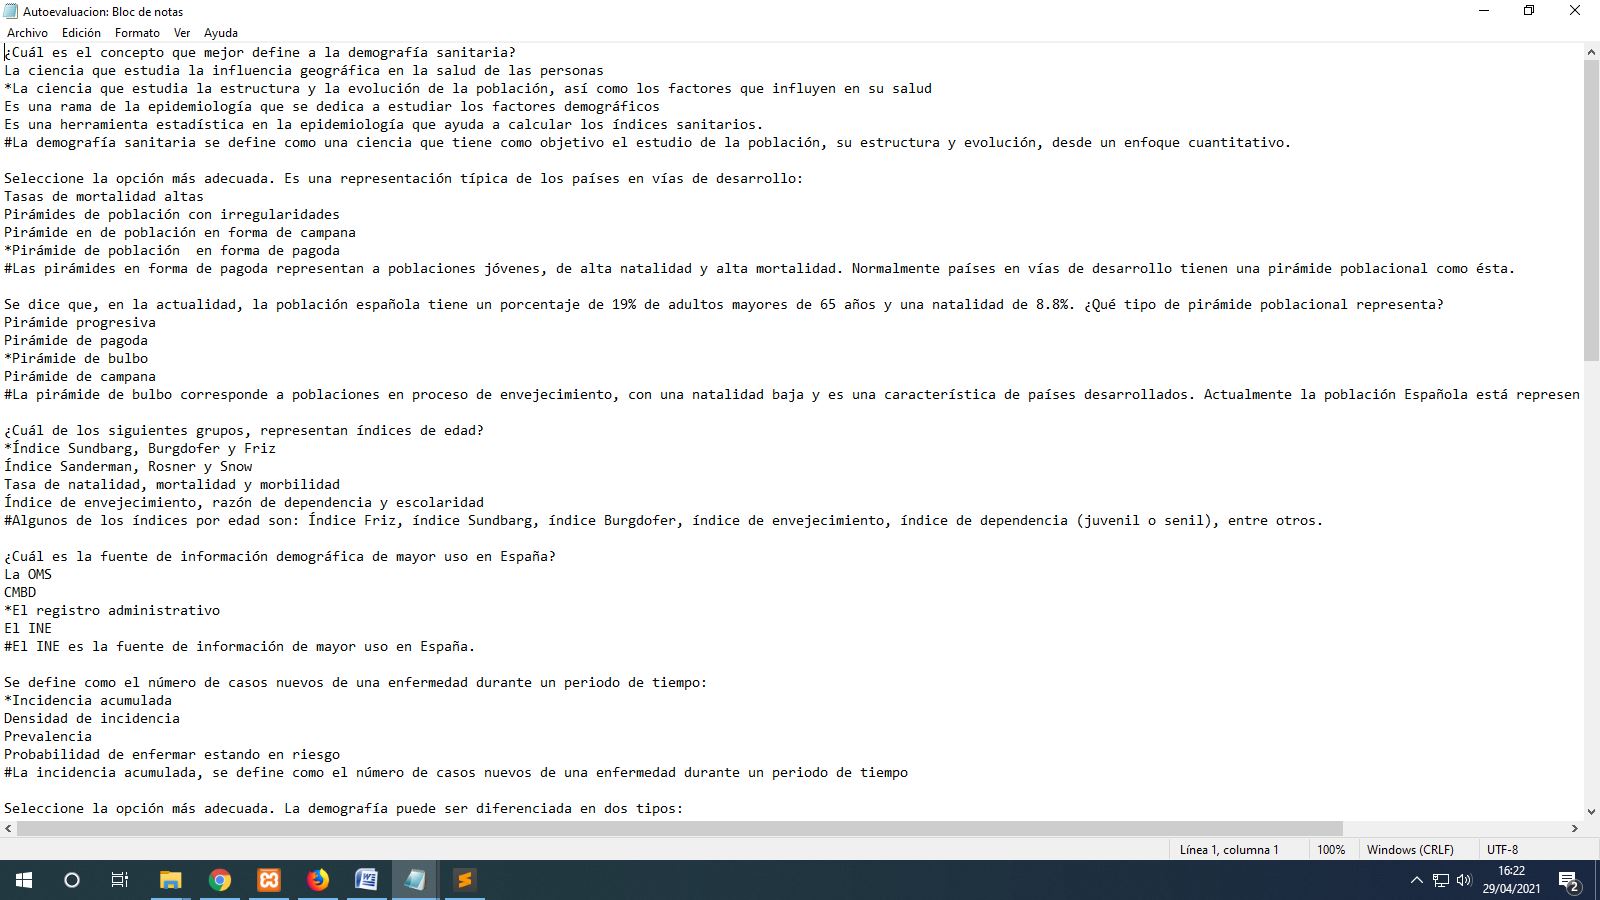 Autoevaluacion: Bloc de notas
Archivo Edición Formato Ver Ayuda
¿Cuál es el concepto que mejor define a la demografía sanitaria?
La ciencia que estudia la influencia geográfica en la salud de las personas
*La ciencia que estudia la estructura y la evolución de la población, así como los factores que influyen en su salud
Es una rama de la epidemiología que se dedica a estudiar los factores demográficos
Es una herramienta estadística en la epidemiología que ayuda a calcular los índices sanitarios.
#La demografía sanitaria se define como una ciencia que tiene como objetivo el estudio de la población, su estructura y evolución, desde un enfoque cuantitativo.
Seleccione la opción más adecuada. Es una representación típica de los países en vías de desarrollo:
Tasas de mortalidad altas
Pirámides de población con irregularidades
Pirámide en de población en forma de campana
*Pirámide de población  en forma de pagoda
#Las pirámides en forma de pagoda representan a poblaciones jóvenes, de alta natalidad y alta mortalidad. Normalmente países en vías de desarrollo tienen una pirámide poblacional como ésta.
Se dice que, en la actualidad, la población española tiene un porcentaje de 19% de adultos mayores de 65 años y una natalidad de 8.8%. ¿Qué tipo de pirámide poblacional representa?
Pirámide progresiva
Pirámide de pagoda
*Pirámide de bulbo
Pirámide de campana
#La pirámide de bulbo corresponde a poblaciones en proceso de envejecimiento, con una natalidad baja y es una característica de países desarrollados. Actualmente la población Española está represen
¿Cuál de los siguientes grupos, representan índices de edad?
*Índice Sundbarg, Burgdofer y Friz
Índice Sanderman, Rosner y Snow
Tasa de natalidad, mortalidad y morbilidad
Índice de envejecimiento, razón de dependencia y escolaridad
#Algunos de los índices por edad son: Índice Friz, índice Sundbarg, índice Burgdofer, índice de envejecimiento, índice de dependencia (juvenil o senil), entre otros.
¿Cuál es la fuente de información demográfica de mayor uso en España?
La OMS
CMBD
*El registro administrativo
El INE
#El INE es la fuente de información de mayor uso en España.
Se define como el número de casos nuevos de una enfermedad durante un periodo de tiempo:
*Incidencia acumulada
Densidad de incidencia
Prevalencia
Probabilidad de enfermar estando en riesgo
#La incidencia acumulada, se define como el número de casos nuevos de una enfermedad durante un periodo de tiempo
Seleccione la opción más adecuada. La demografía puede ser diferenciada en dos tipos:
Línea 1, columna 1 100% Windows (CRLF) UTF-8
16:22
29/04/2021
2